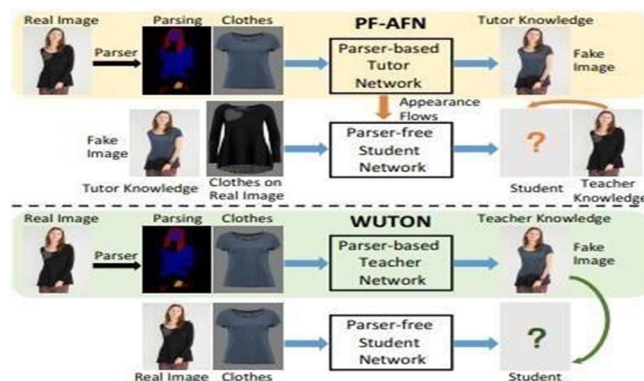 Real Image
Parsing
Clothes
PF-AFN
Tutor Knowledge
Parser
Parser-based
Tutor
Network
Fake
Image
Appearance
Flows
Fake
Image
Parser-free
Student
Network
?
Tutor Knowledge
Clothes on
Real Image
Student
Teacher
Knowledge
Real Image
Parsing
Clothes
WUTON
Teacher Knowledge
Parser
Parser-based
Teacher
Network
Fake
Image
Parser-free
Student
Network
?
Real Image
Clothes
Student